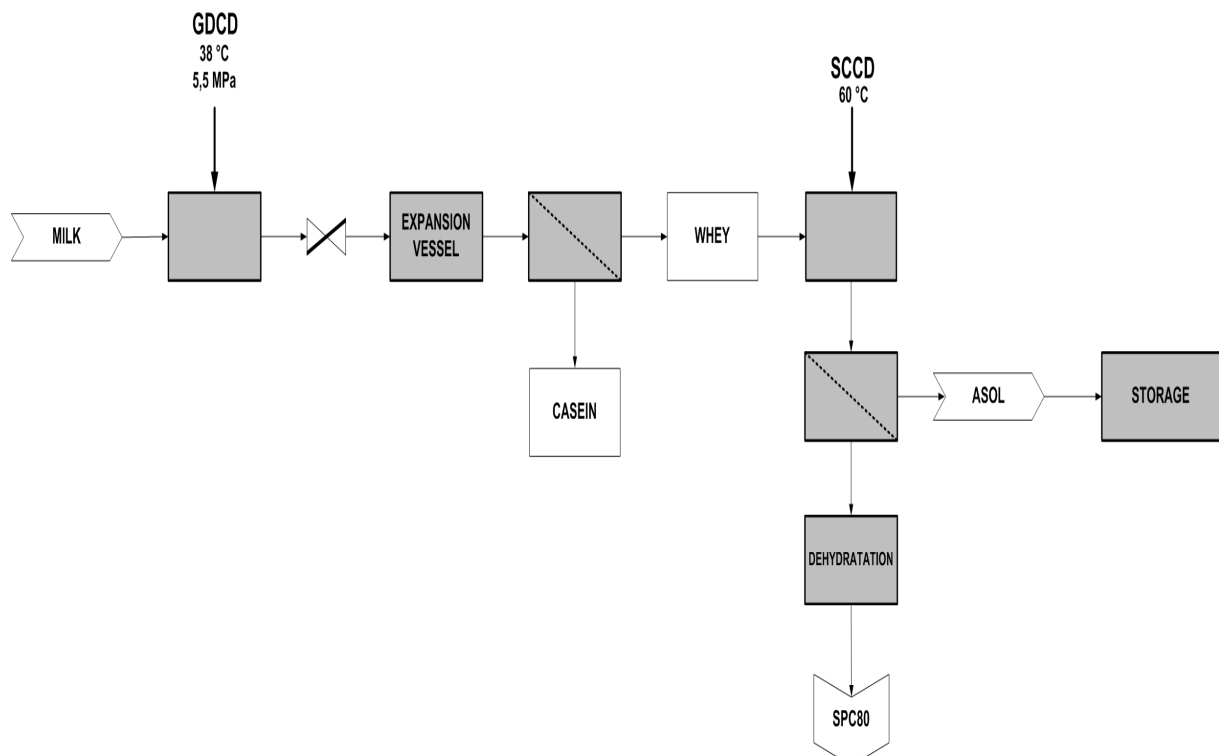 GDCD
38 °C
5,5 MPa
SCCD
60 °C
MILK
EXPANSION
VESSEL
WHEY
CASEIN
ASOL
STORAGE
DEHYDRATATION
SPC80